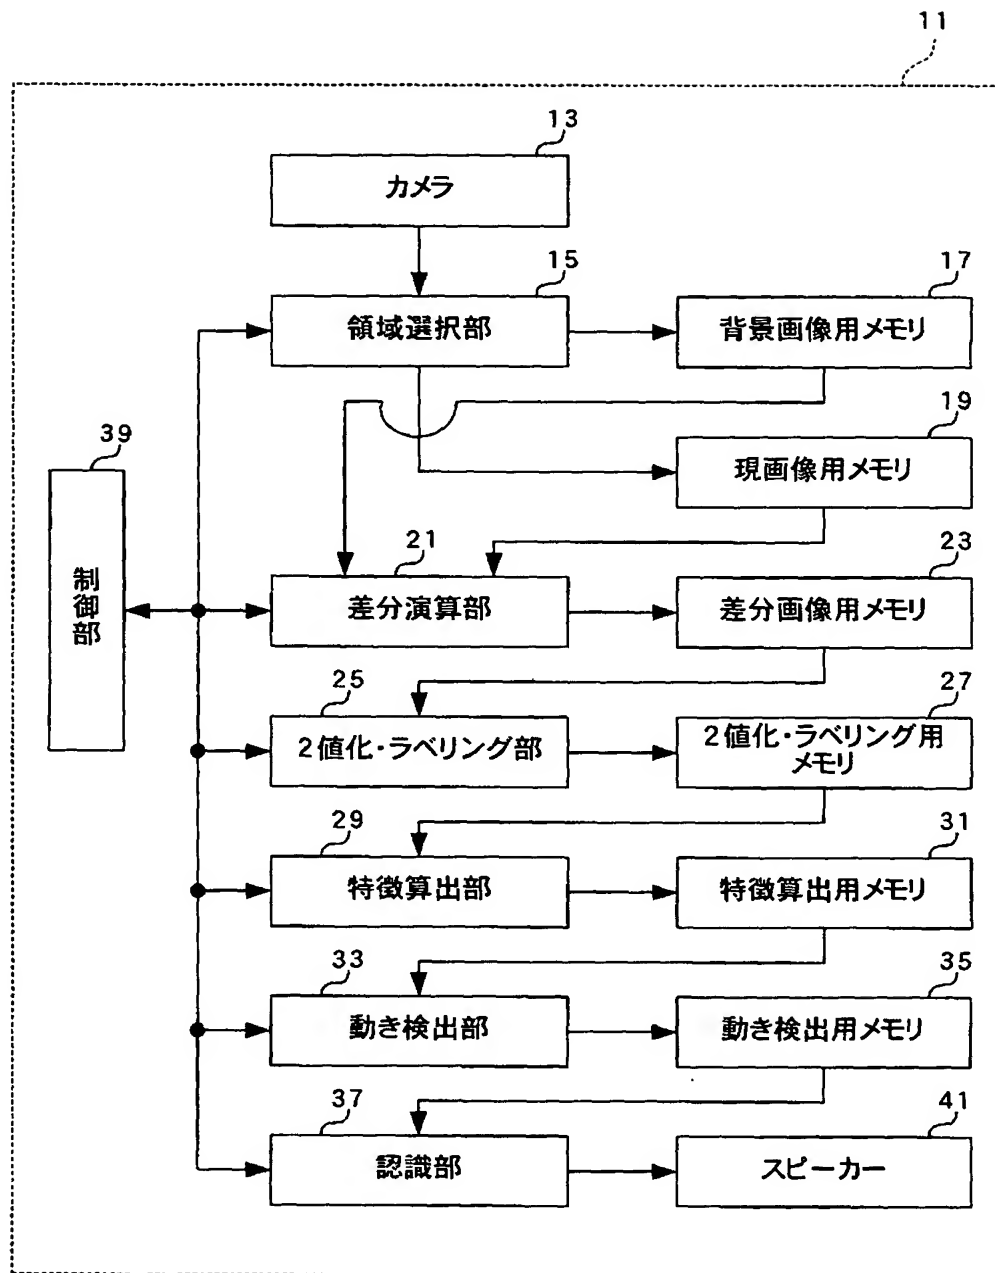 11
13
カメラ
15
領域選択部
17
背景画像用メモリ
19
現画像用メモリ
39
制御部
21
差分演算部
23
差分画像用メモリ
25
2値化・ラベリング部
27
2値化・ラベリング用
メモリ
29
特徴算出部
31
特徴算出用メモリ
33
動き検出部
35
動き検出用メモリ
37
認識部
41
スピーカー